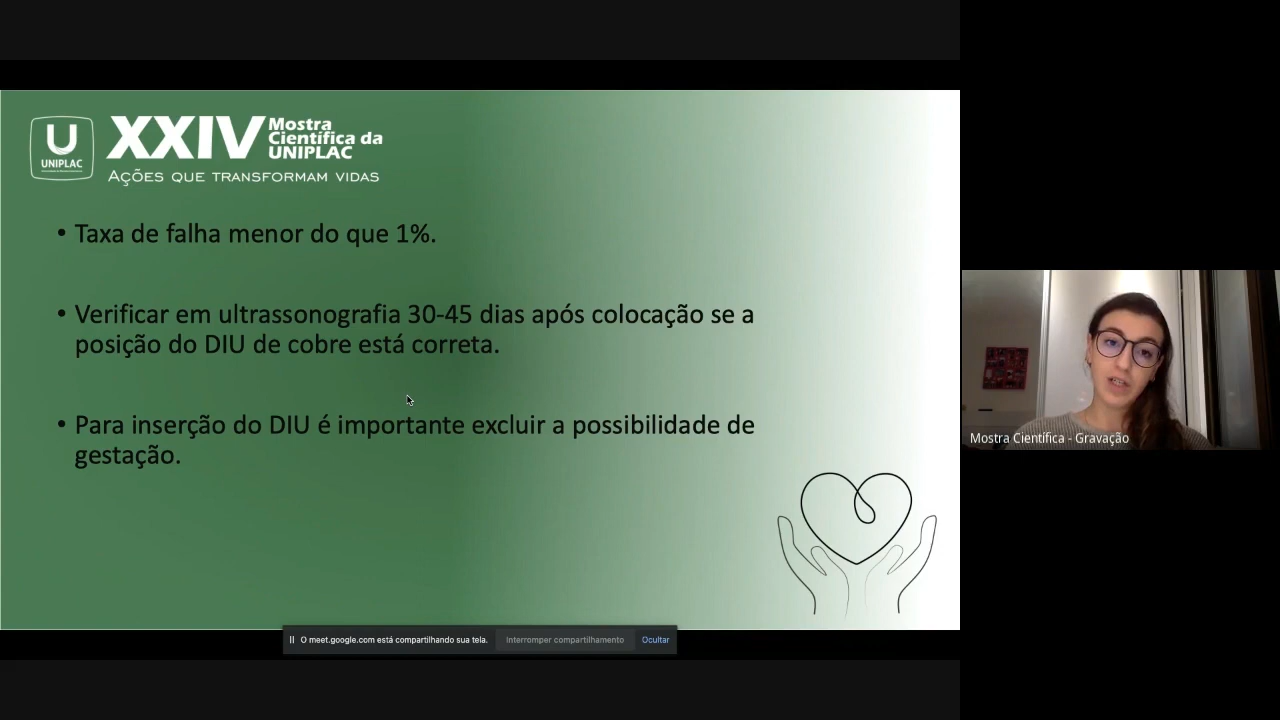 U
UNIPLAC
XXIV
Mostra
Científica da
UNIPLAC
AÇÕES QUE TRANSFORMAM VIDAS
• Taxa de falha menor do que 1%.
• Verificar em ultrassonografia 30-45 dias após colocação se a
posição do DIU de cobre está correta.
• Para inserção do DIU é importante excluir a possibilidade de
gestação.
Mostra Científica - Gravação
O meet.google.com está compartilhando sua tela.
Interromper compartilhamento
Ocultar